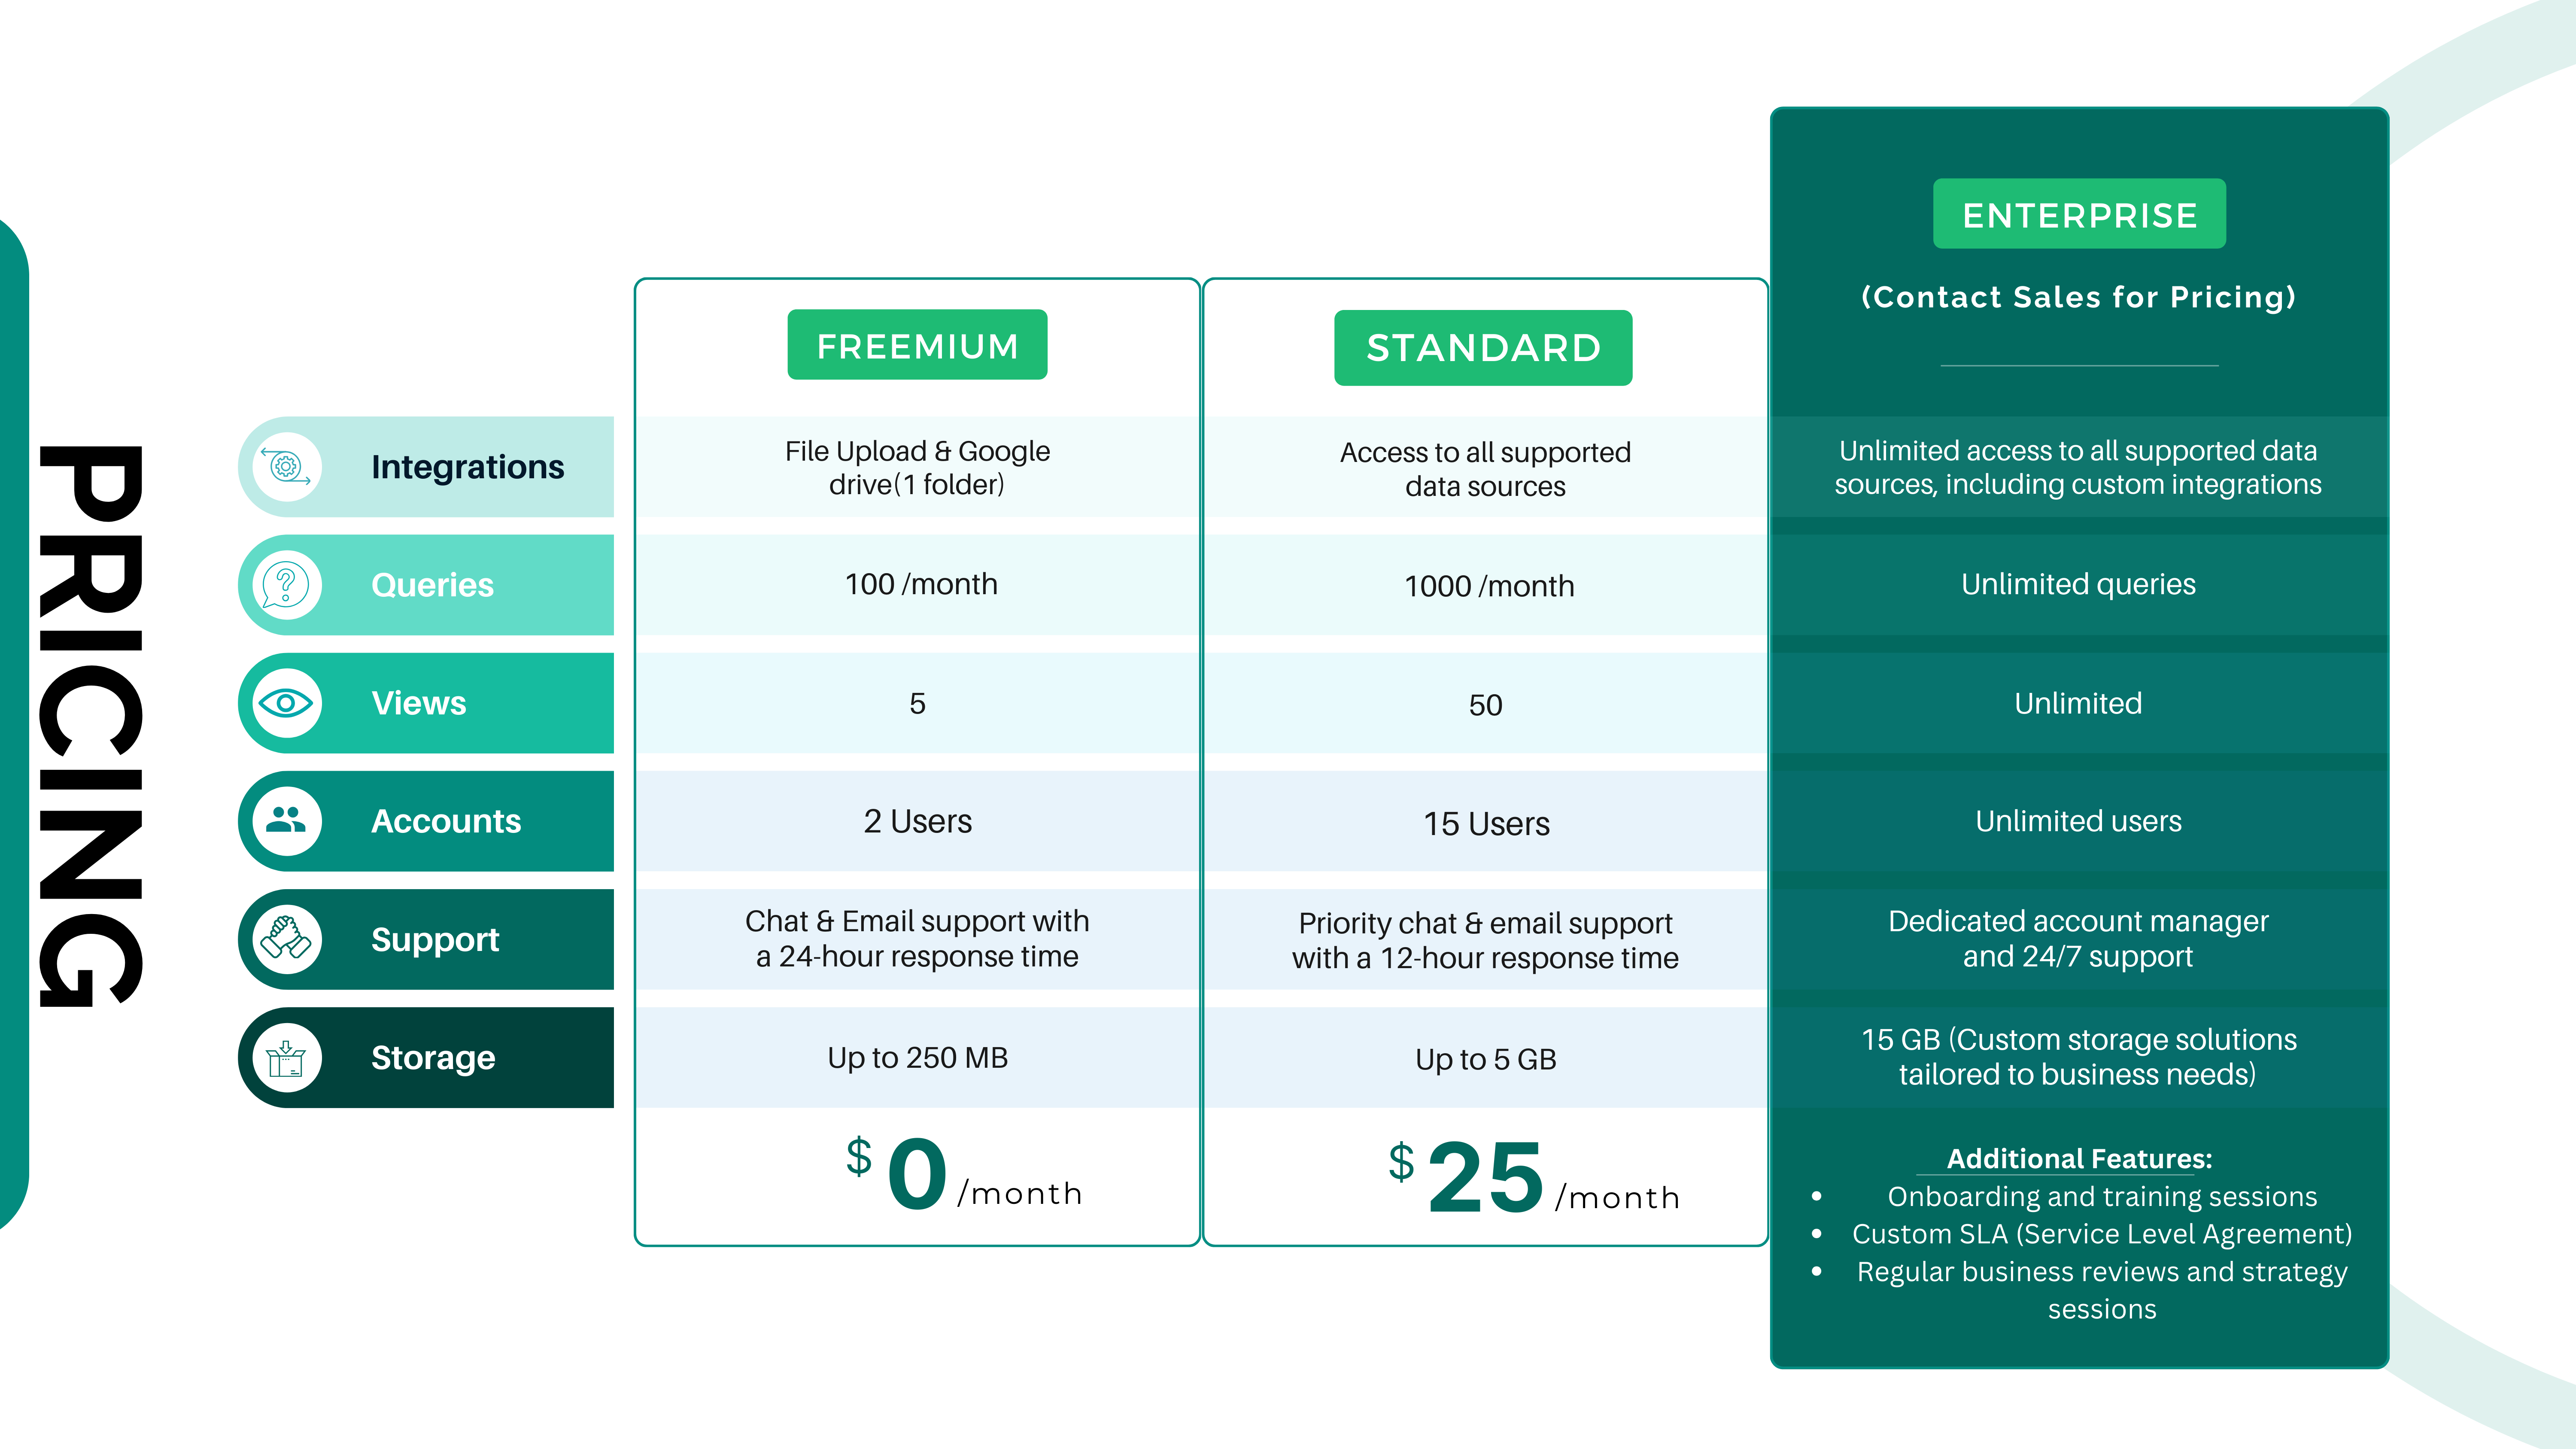 PRICING
FREEMIUM
STANDARD
ENTERPRISE
(Contact Sales for Pricing)
Integrations
File Upload & Google
drive(1 folder)
Access to all supported
data sources
Unlimited access to all supported data
sources, including custom integrations
Queries
100 /month
1000 /month
Unlimited queries
Views
5
50
Unlimited
Accounts
2 Users
15 Users
Unlimited users
Support
Chat & Email support with
a 24-hour response time
Priority chat & email support
with a 12-hour response time
Dedicated account manager
and 24/7 support
Storage
Up to 250 MB
Up to 5 GB
15 GB (Custom storage solutions
tailored to business needs)
$ 0 /month
$ 25 /month
Additional Features:
• Onboarding and training sessions
• Custom SLA (Service Level Agreement)
• Regular business reviews and strategy
sessions